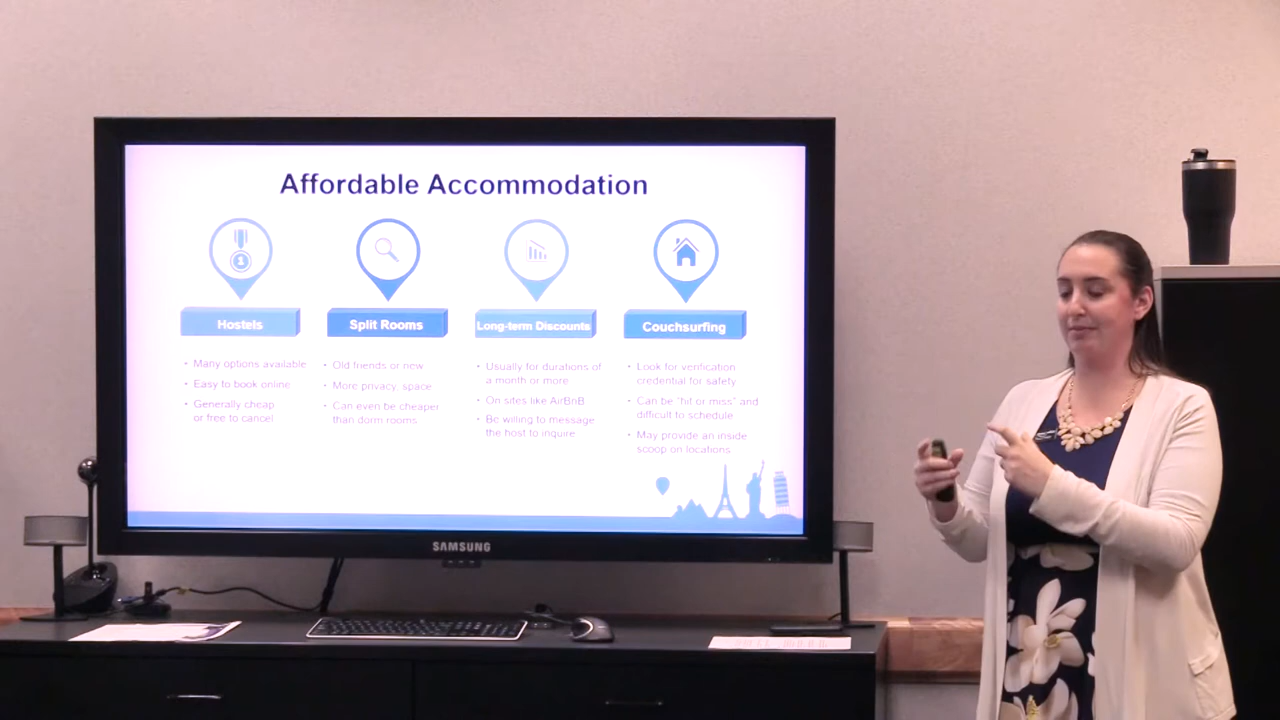 Affordable Accommodation
Hostels
Split Rooms
Long-term Discounts
Couchsurfing
• Many options available
• Easy to book online
• Generally cheap
or free to cancel
• Old friends or new
• More privacy, space
• Can even be cheaper
than dorm rooms
• Usually for durations of
a month or more
• On sites like AirBnB
• Be willing to message
the host to inquire
• Look for verification
credential for safety
• Can be "hit or miss" and
difficult to schedule
• May provide an inside
scoop on locations
SAMSUNG